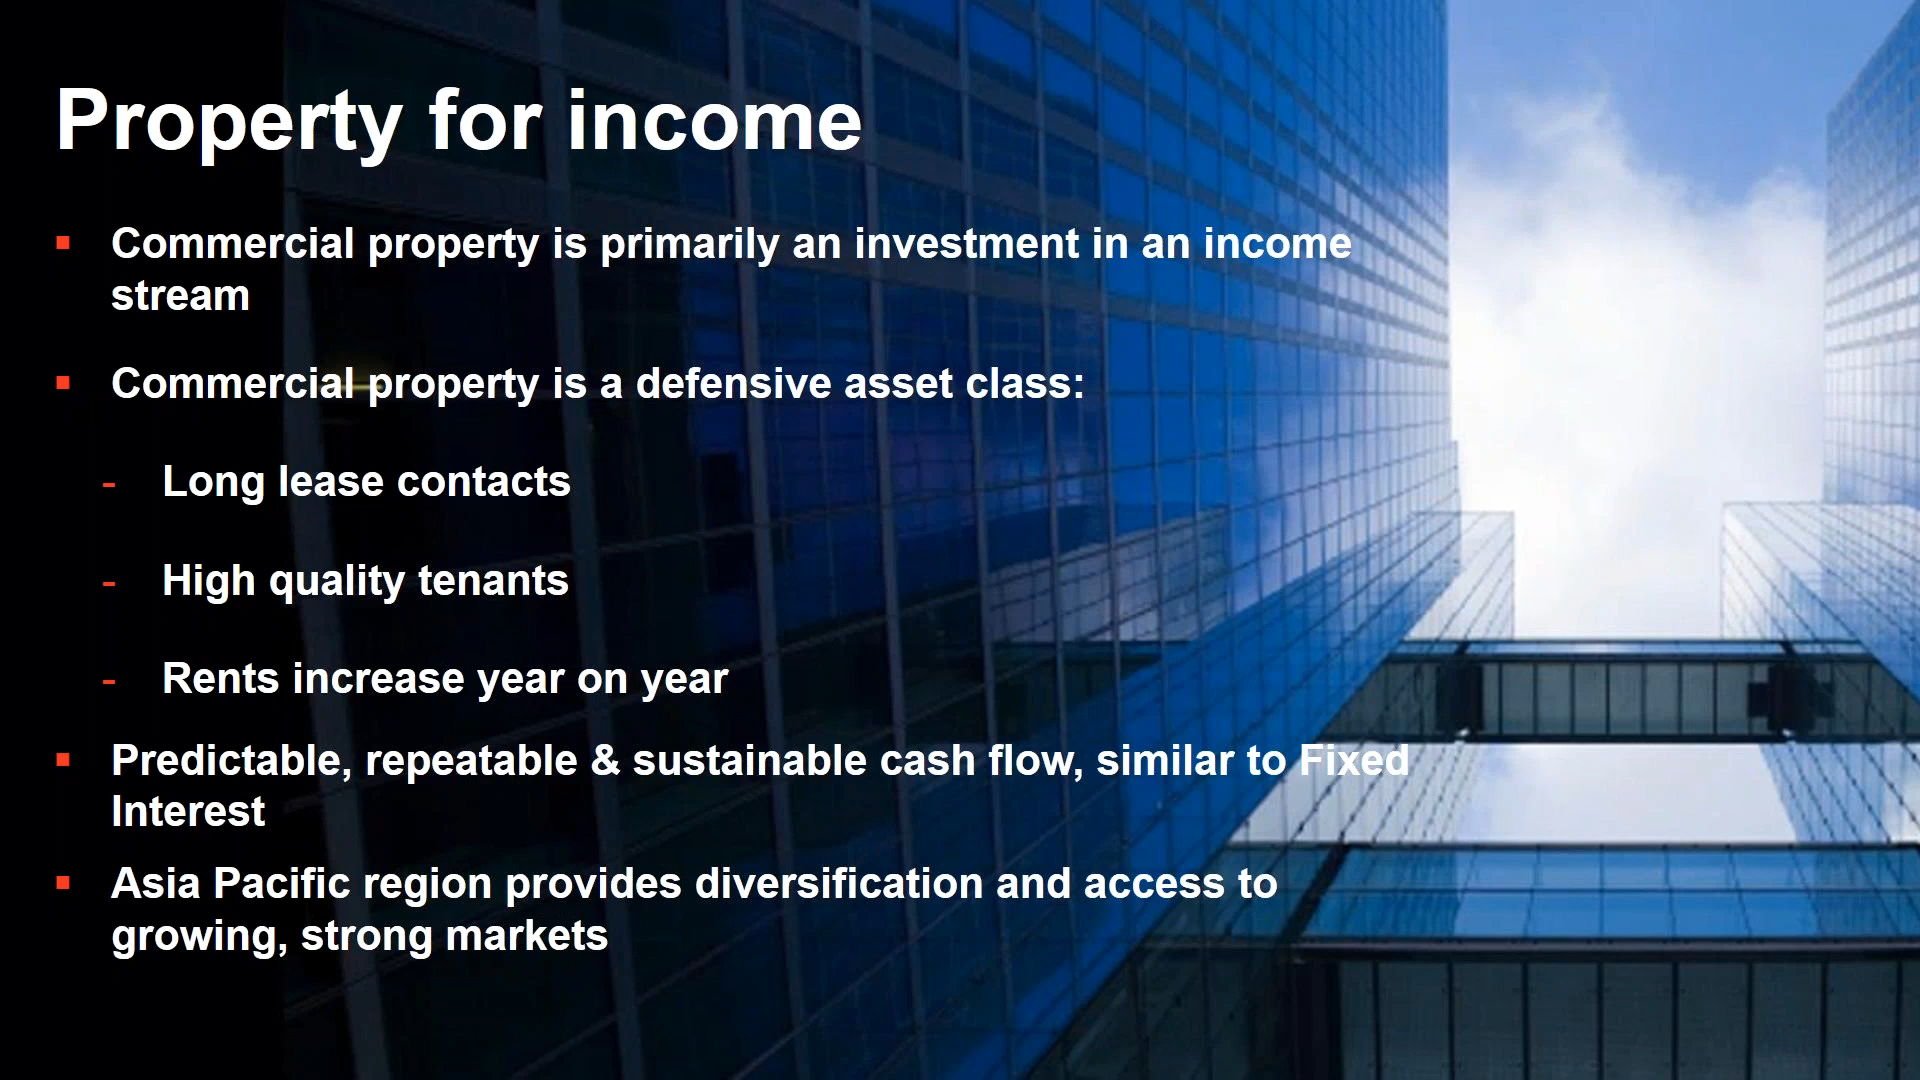 Property for income
▪ Commercial property is primarily an investment in an income
stream
▪ Commercial property is a defensive asset class:
- Long lease contacts
- High quality tenants
- Rents increase year on year
▪ Predictable, repeatable & sustainable cash flow, similar to Fixed
Interest
▪ Asia Pacific region provides diversification and access to
growing, strong markets